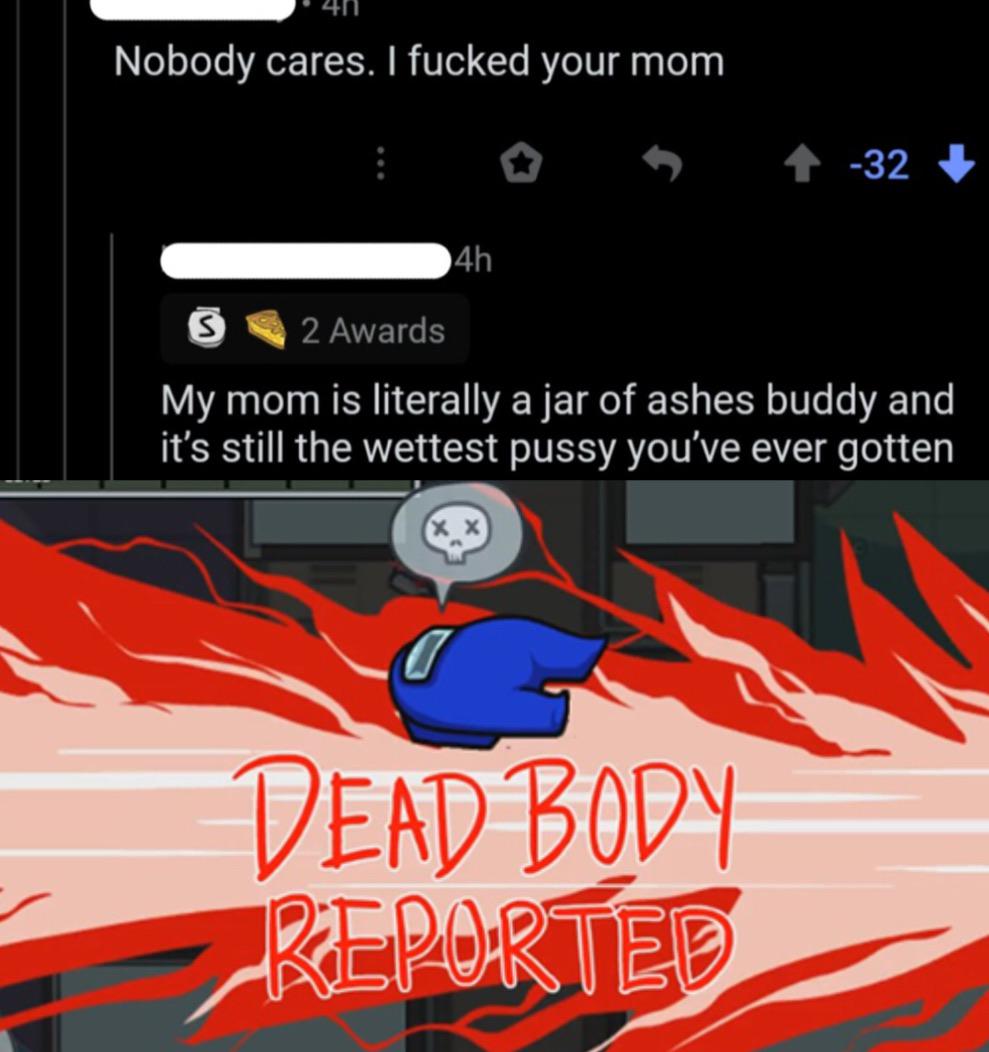 4h
Nobody cares. I fucked your mom
-32
4h
2 Awards
My mom is literally a jar of ashes buddy and
it's still the wettest pussy you've ever gotten
DEAD BODY
REPORTED